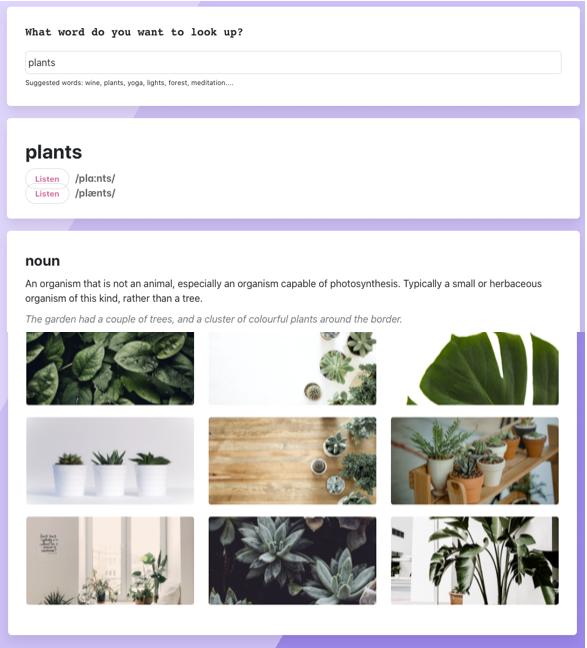 What word do you want to look up?
plants
Suggested words: wine, plants, yoga, lights, forest, meditation....
plants
Listen /plɑːnts/
Listen /plænts/
noun
An organism that is not an animal, especially an organism capable of photosynthesis. Typically a small or herbaceous
organism of this kind, rather than a tree.
The garden had a couple of trees, and a cluster of colourful plants around the border.